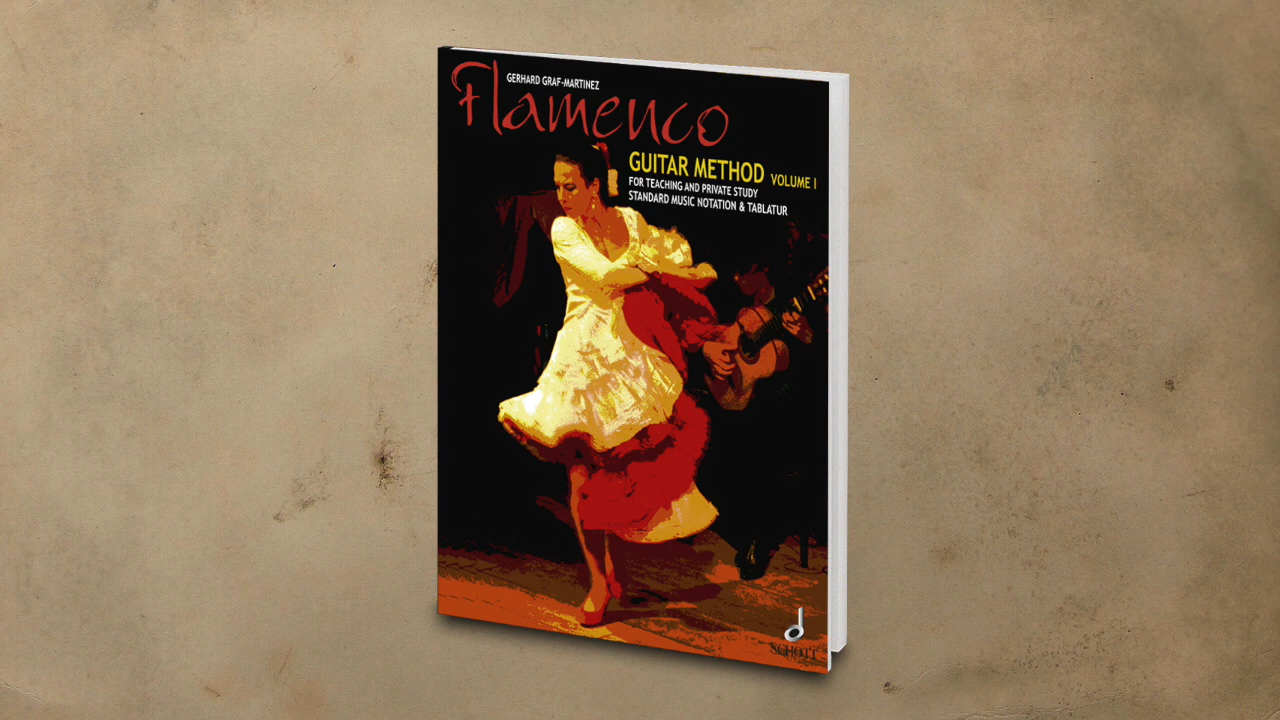 GERHARD GRAF-MARTINEZ
Flamenco
GUITAR METHOD VOLUME I
FOR TEACHING AND PRIVATE STUDY
STANDARD MUSIC NOTATION & TABLATUR
SCHOTT